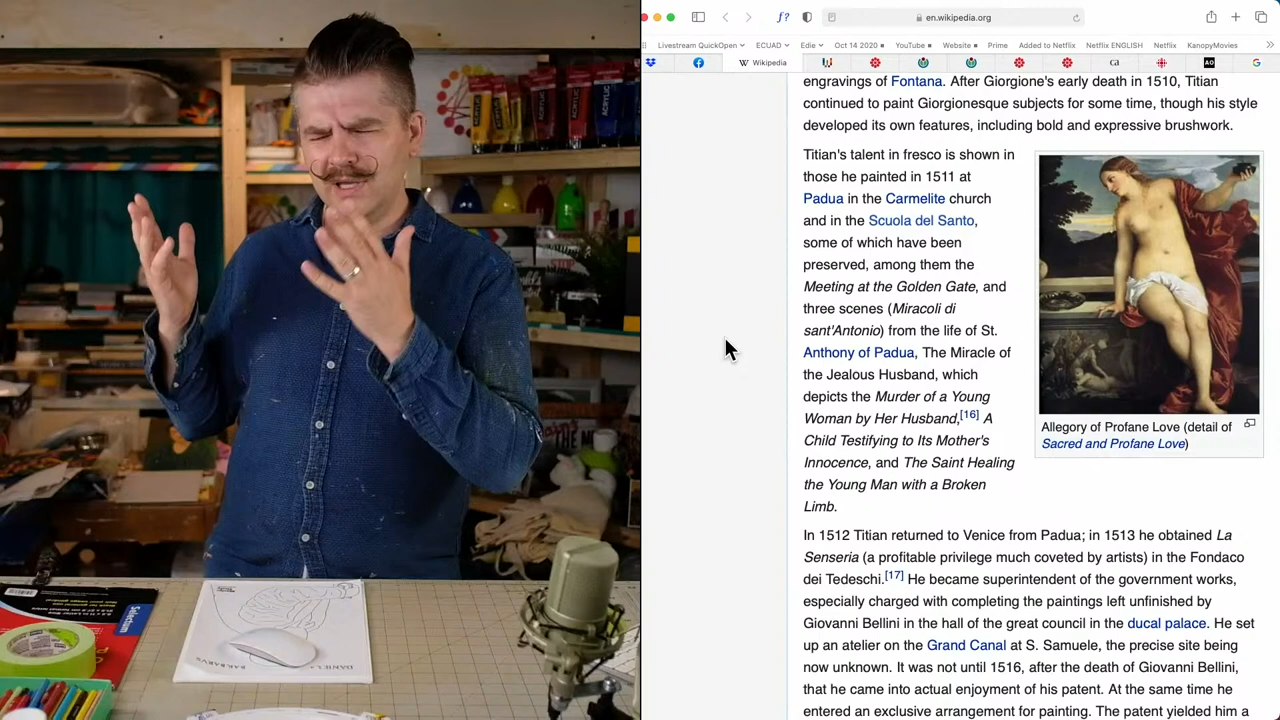 en.wikipedia.org
Livestream QuickOpen ECUAD Edie Oct 14 2020 YouTube Website Prime Added to Netflix Netflix ENGLISH Netflix KanopyMovies
Wikipedia
engravings of Fontana. After Giorgione's early death in 1510, Titian
continued to paint Giorgionesque subjects for some time, though his style
developed its own features, including bold and expressive brushwork.
Titian's talent in fresco is shown in
those he painted in 1511 at
Padua in the Carmelite church
and in the Scuola del Santo,
some of which have been
preserved, among them the
Meeting at the Golden Gate, and
three scenes (Miracoli di
sant'Antonio) from the life of St.
Anthony of Padua, The Miracle of
the Jealous Husband, which
depicts the Murder of a Young
Woman by Her Husband,[16] A
Child Testifying to Its Mother's
Innocence, and The Saint Healing
the Young Man with a Broken
Limb.
Allegory of Profane Love (detail of
Sacred and Profane Love)
In 1512 Titian returned to Venice from Padua; in 1513 he obtained La
Senseria (a profitable privilege much coveted by artists) in the Fondaco
dei Tedeschi.[17] He became superintendent of the government works,
especially charged with completing the paintings left unfinished by
Giovanni Bellini in the hall of the great council in the ducal palace. He set
up an atelier on the Grand Canal at S. Samuele, the precise site being
now unknown. It was not until 1516, after the death of Giovanni Bellini,
that he came into actual enjoyment of his patent. At the same time he
entered an exclusive arrangement for painting. The patent yielded him a
ACRYLIC
ACRYLIC